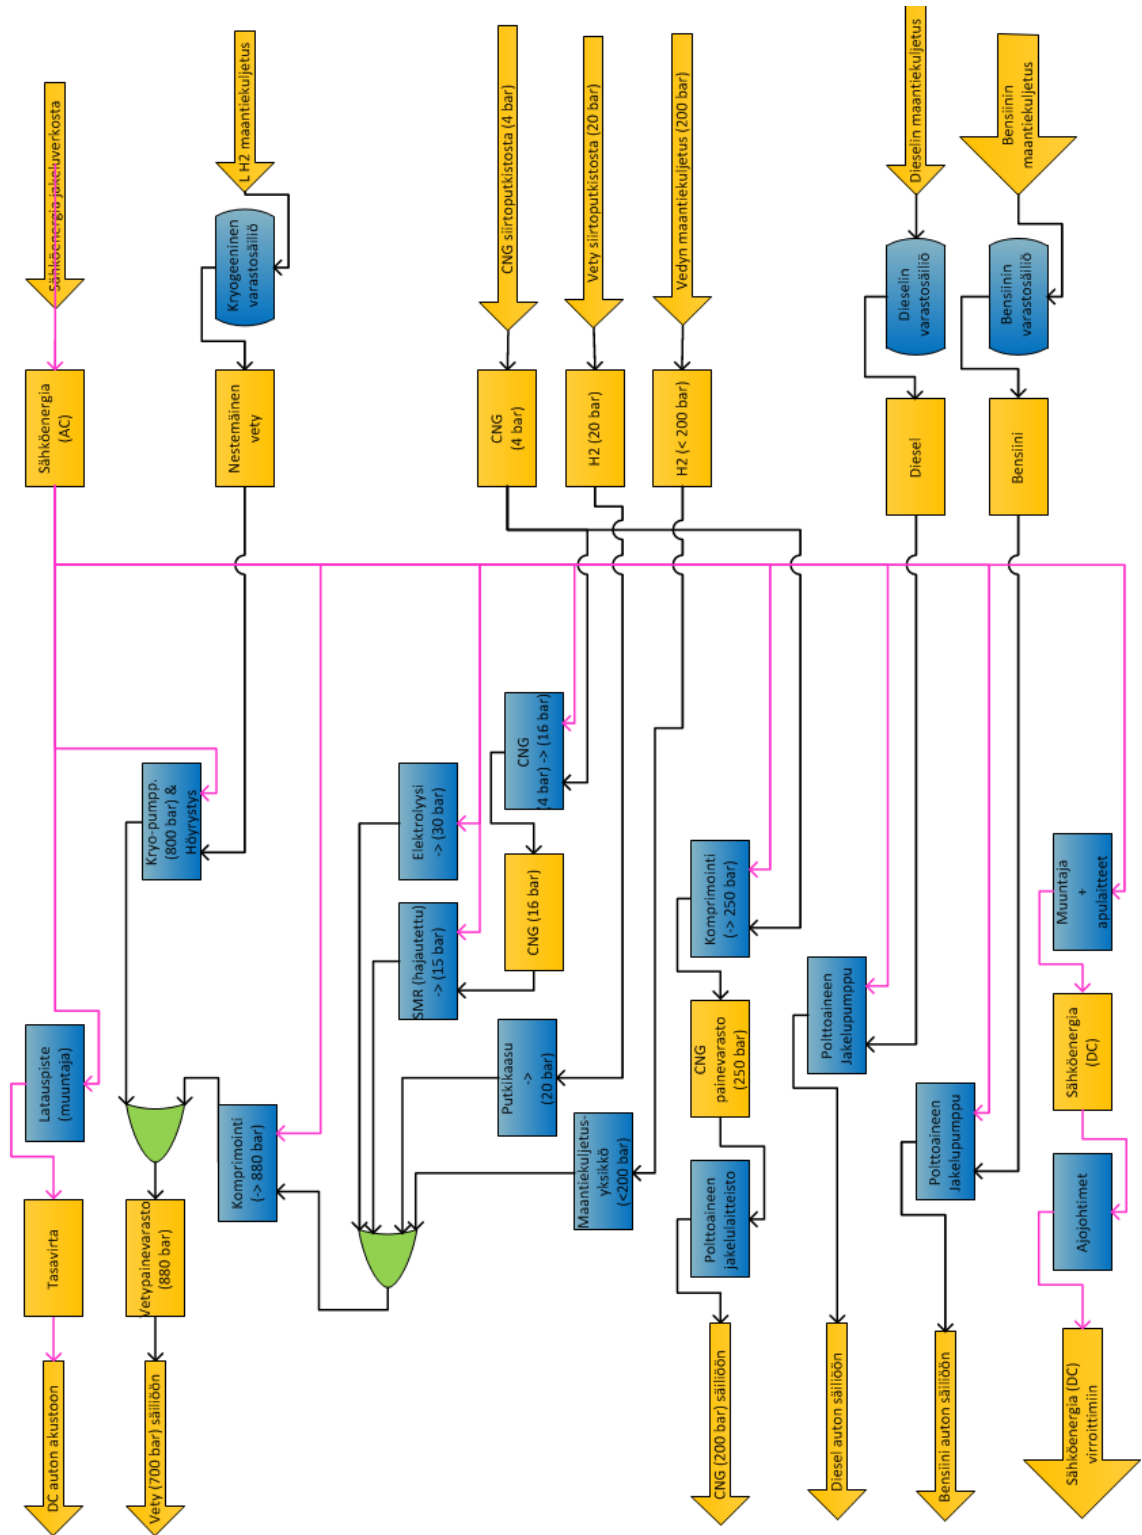 Sähköenergia jakeluverkosta
L H2 maantiekuljetus
CNG siirtoputkistosta (4 bar)
Vety siirtoputkistosta (20 bar)
Vedyn maantiekuljetus (200 bar)
Dieselin maantiekuljetus
Bensiinin
maantiekuljetus
Kryogeeninen
varastosäiliö
Dieselin
varastosäiliö
Bensiinin
varastosäiliö
Sähköenergia
(AC)
Nestemäinen
vety
CNG
(4 bar)
H2 (20 bar)
H2 (< 200 bar)
Diesel
Bensiini
Kryo-pumpp.
(800 bar) &
Höyrystys
Elektrolyysi
-> (30 bar)
CNG
(4 bar) -> (16 bar)
SMR (hajautettu)
-> (15 bar)
CNG (16 bar)
Komprimointi
(-> 250 bar)
Muuntaja
+
apulaitteet
Latauspiste
(muuntaja)
Komprimointi
(-> 880 bar)
Putkikaasu
->
(20 bar)
Maantiekuljetus-
yksikkö
(<200 bar)
CNG
painevarasto
(250 bar)
Polttoaineen
Jakelupumppu
Polttoaineen
Jakelupumppu
Sähköenergia
(DC)
Tasavirta
Vetypainevarasto
(880 bar)
Polttoaineen
jakelulaitteisto
Ajojohtimet
DC auton akustoon
Vety (700 bar) säiliöön
CNG (200 bar) säiliöön
Diesel auton säiliöön
Bensiini auton säiliöön
Sähköenergia (DC)
virroittimiin